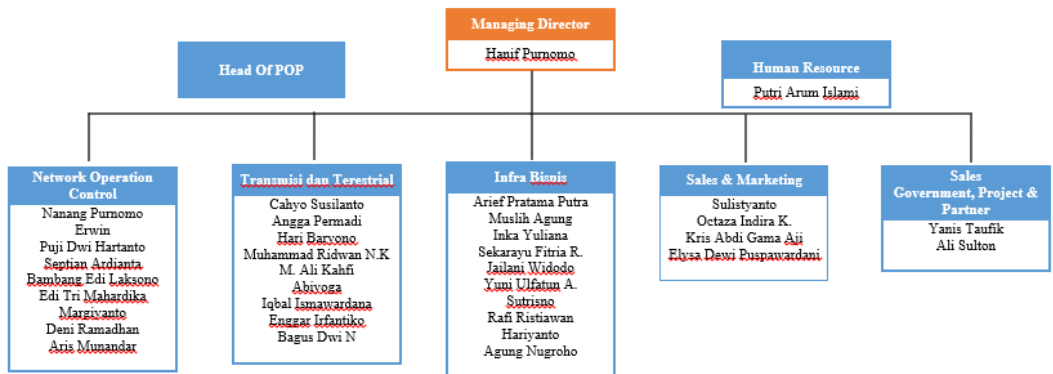 Managing Director
Hanif Purnomo
Head Of POP
Human Resource
Putri Arum Islami
Network Operation
Control
Nanang Purnomo
Erwin
Puji Dwi Hartanto
Septian Ardianta
Bambang Edi Laksono
Edi Tri Mahardika
Margiyanto
Deni Ramadhan
Aris Munandar
Transmisi dan Terestrial
Cahyo Susilanto
Angga Permadi
Hari Baryono
Muhammad Ridwan N.K
M. Ali Kahfi
Abiyoga
Iqbal Ismawardana
Enggar Irfantiko
Bagus Dwi N
Infra Bisnis
Arief Pratama Putra
Muslih Agung
Inka Yuliana
Sekarayu Fitria R.
Jailani Widodo
Yuni Ulfatun A.
Sutrisno
Rafi Ristiawan
Hariyanto
Agung Nugroho
Sales & Marketing
Sulistyanto
Octaza Indira K.
Kris Abdi Gama Aji
Elysa Dewi Puspawardani
Sales
Government, Project &
Partner
Yanis Taufik
Ali Sulton